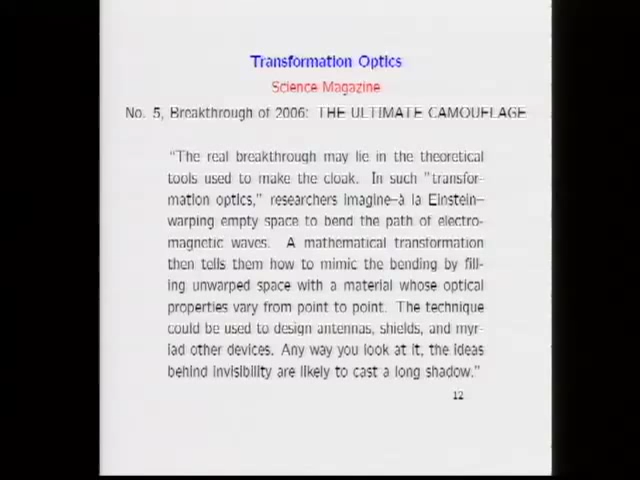 Transformation Optics
Science Magazine
No. 5, Breakthrough of 2006: THE ULTIMATE CAMOUFLAGE
"The real breakthrough may lie in the theoretical
tools used to make the cloak. In such "transfor-
mation optics," researchers imagine–à la Einstein–
warping empty space to bend the path of electro-
magnetic waves. A mathematical transformation
then tells them how to mimic the bending by fill-
ing unwarped space with a material whose optical
properties vary from point to point. The technique
could be used to design antennas, shields, and myr-
iad other devices. Any way you look at it, the ideas
behind invisibility are likely to cast a long shadow."
12